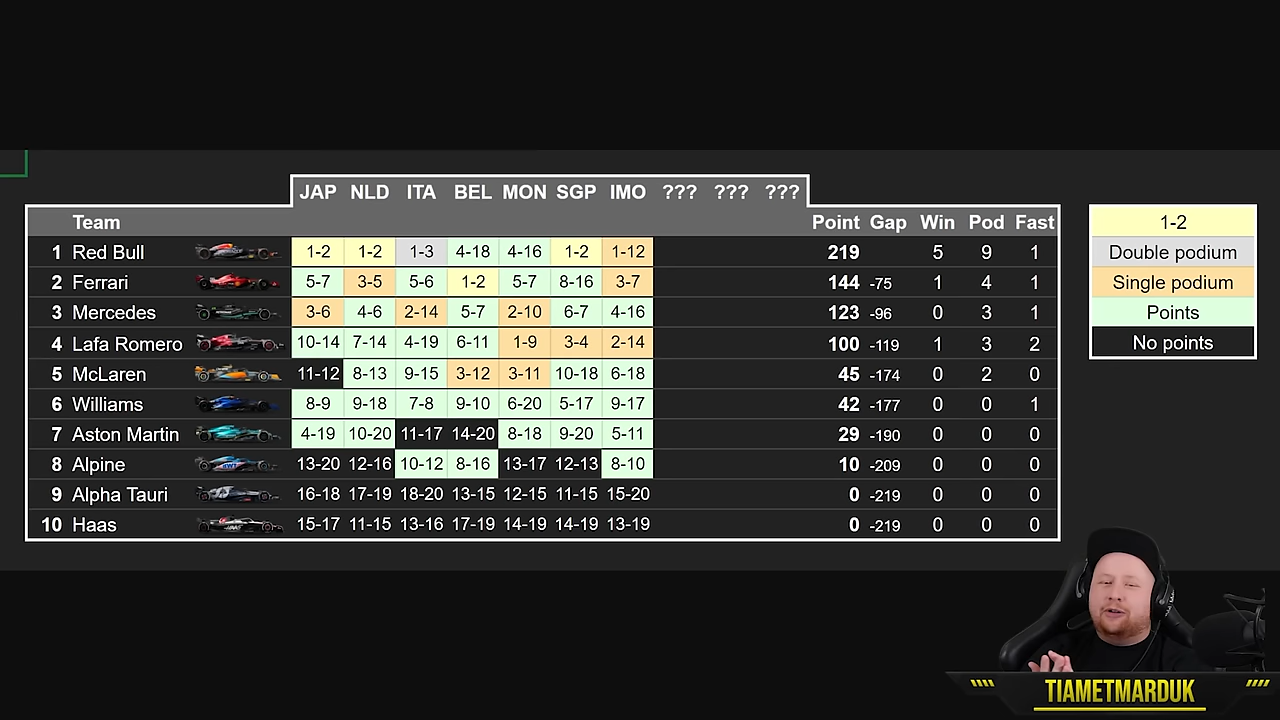 JAP NLD ITA BEL MON SGP IMO ??? ??? ???
Team Point Gap Win Pod Fast
1 Red Bull 1-2 1-2 1-3 4-18 4-16 1-2 1-12 219 5 9 1
2 Ferrari 5-7 3-5 5-6 1-2 5-7 8-16 3-7 144 -75 1 4 1
3 Mercedes 3-6 4-6 2-14 5-7 2-10 6-7 4-16 123 -96 0 3 1
4 Lafa Romero 10-14 7-14 4-19 6-11 1-9 3-4 2-14 100 -119 1 3 2
5 McLaren 11-12 8-13 9-15 3-12 3-11 10-18 6-18 45 -174 0 2 0
6 Williams 8-9 9-18 7-8 9-10 6-20 5-17 9-17 42 -177 0 0 1
7 Aston Martin 4-19 10-20 11-17 14-20 8-18 9-20 5-11 29 -190 0 0 0
8 Alpine 13-20 12-16 10-12 8-16 13-17 12-13 8-10 10 -209 0 0 0
9 Alpha Tauri 16-18 17-19 18-20 13-15 12-15 11-15 15-20 0 -219 0 0 0
10 Haas 15-17 11-15 13-16 17-19 14-19 14-19 13-19 0 -219 0 0 0
1-2
Double podium
Single podium
Points
No points
TIAMETMARDUK